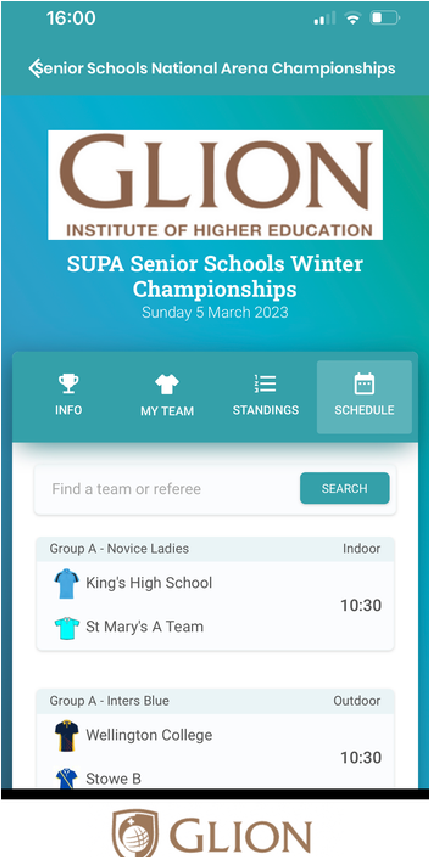 16:00
Senior Schools National Arena Championships
GLION
INSTITUTE OF HIGHER EDUCATION
SUPA Senior Schools Winter
Championships
Sunday 5 March 2023
INFO
MY TEAM
STANDINGS
SCHEDULE
Find a team or referee
SEARCH
Group A - Novice Ladies
Indoor
King's High School
10:30
St Mary's A Team
Group A - Inters Blue
Outdoor
Wellington College
10:30
Stowe B
GLION